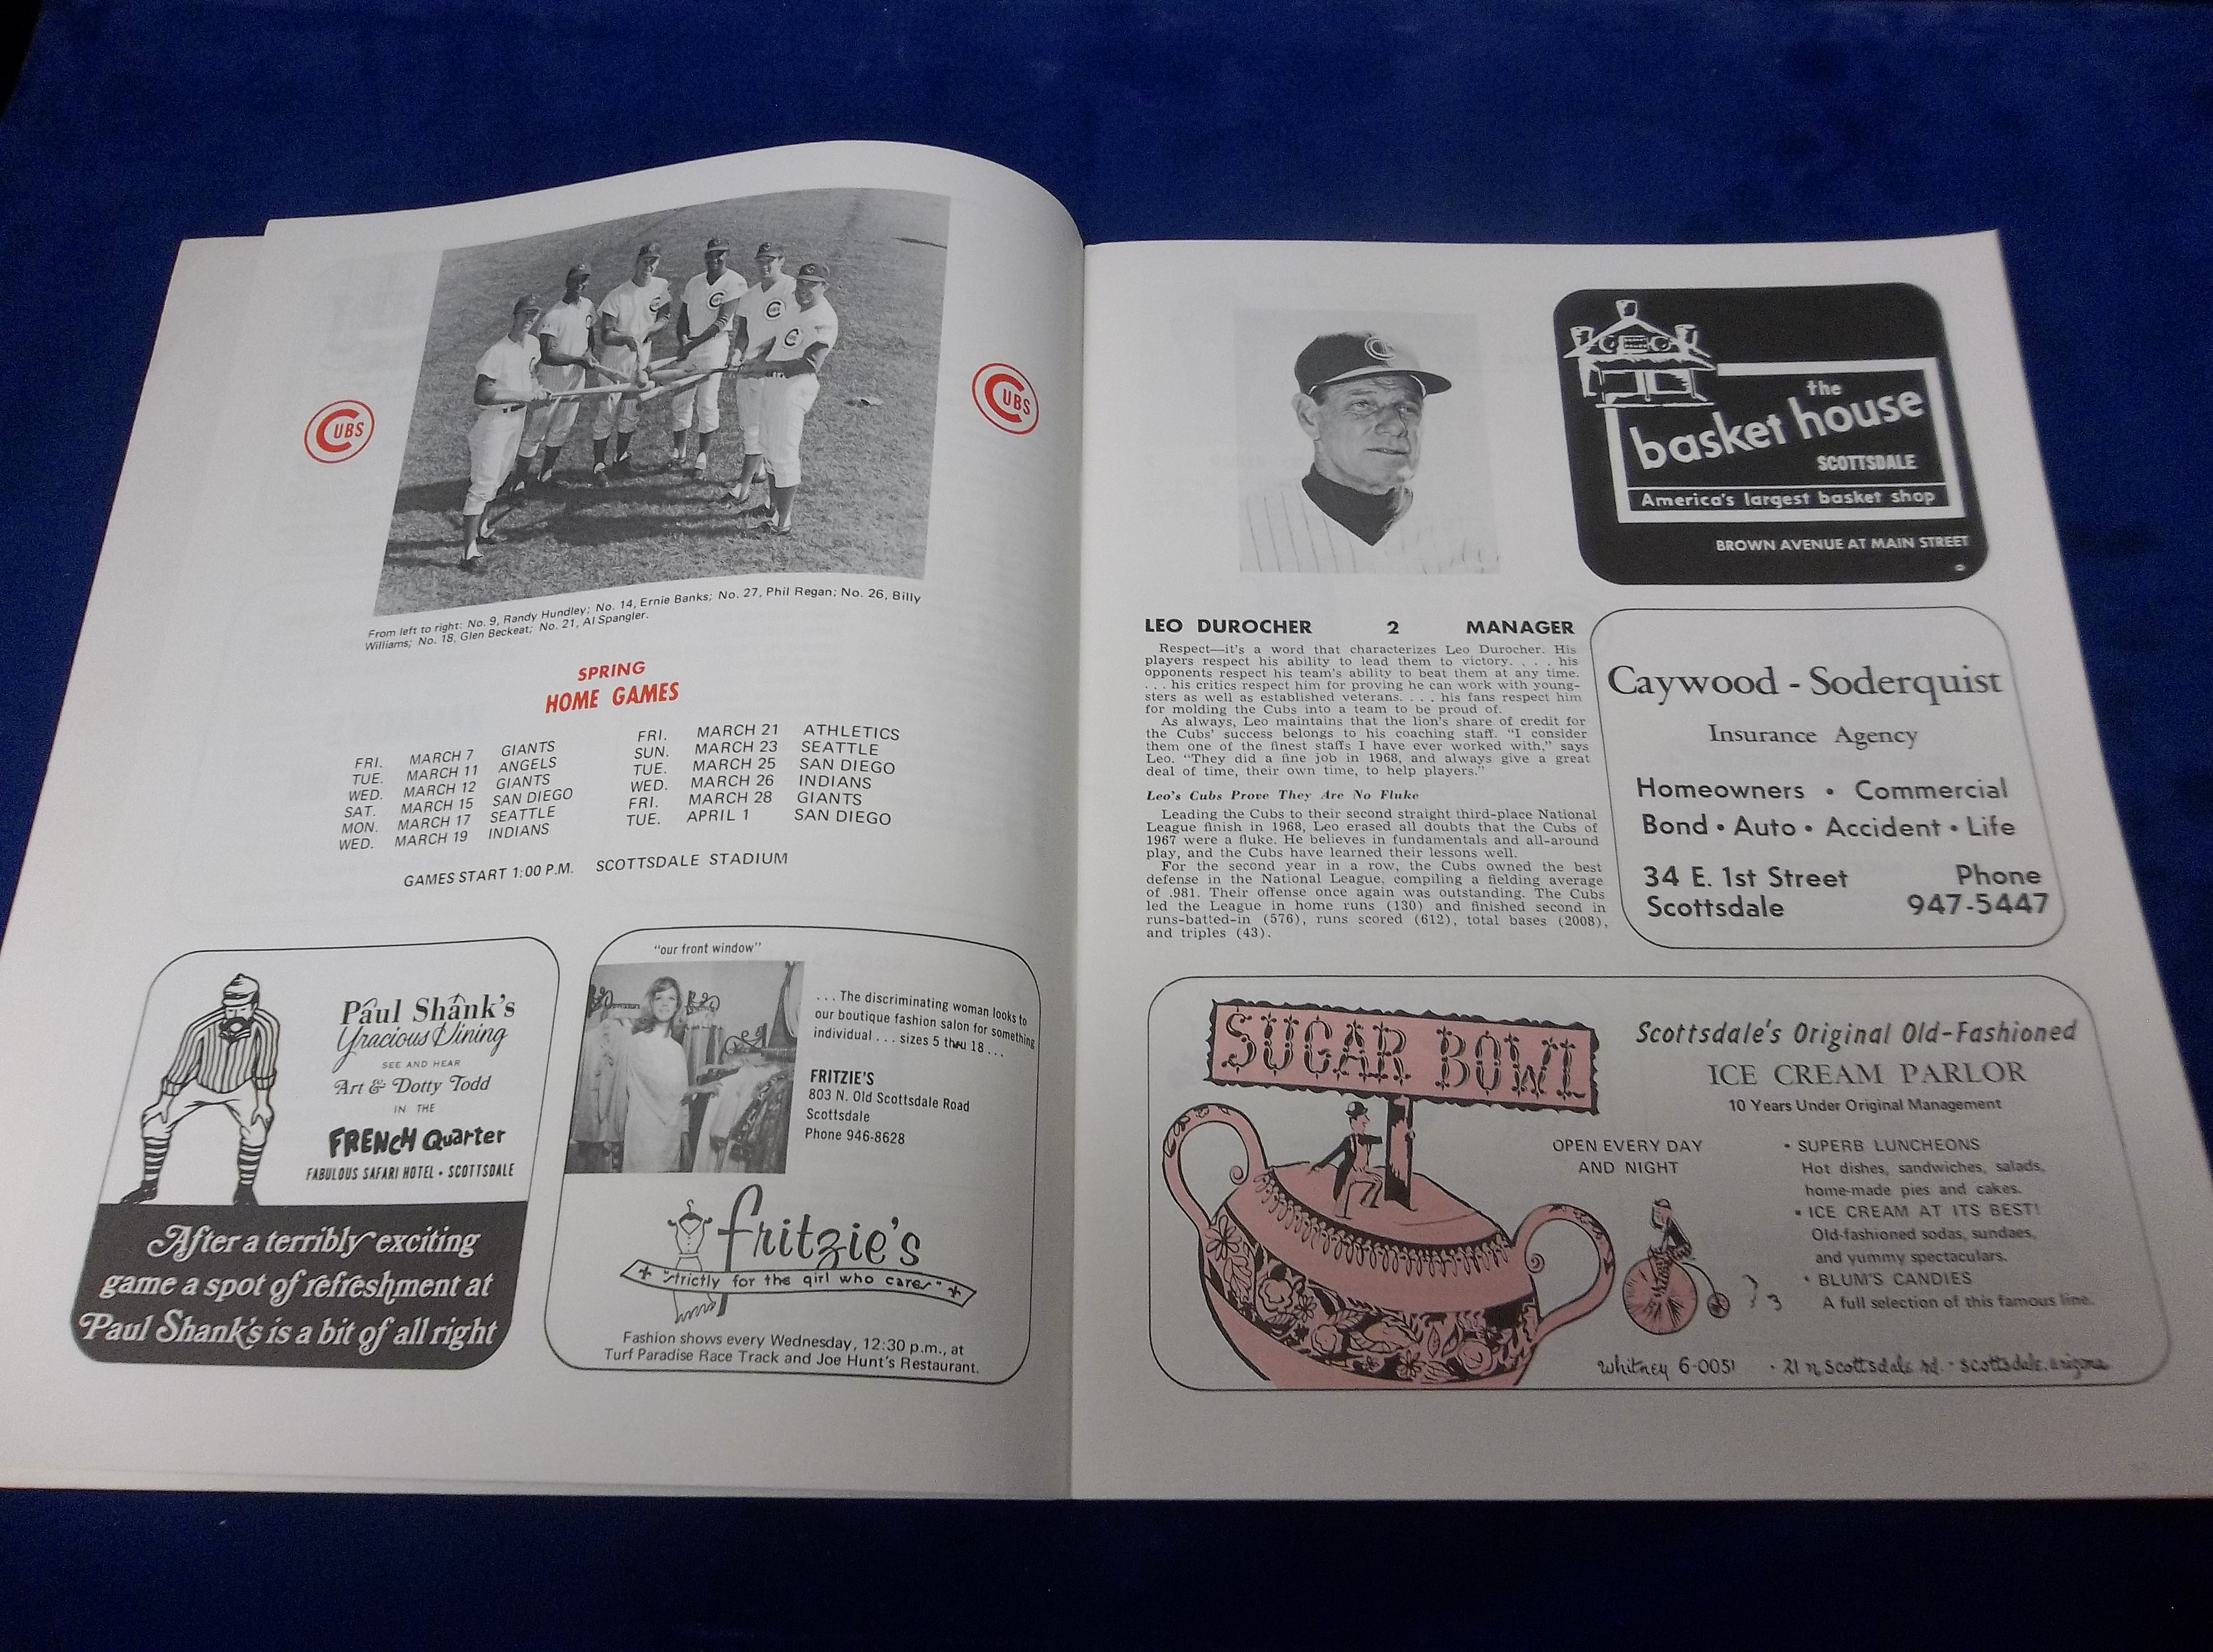 CUBS
CUBS
From left to right: No. 9, Randy Hundley; No. 14, Ernie Banks; No. 27, Phil Regan; No. 26, Billy
Williams; No. 18, Glen Beckeat; No. 21, Al Spangler.
SPRING
HOME GAMES
FRI. MARCH 7 GIANTS
TUE. MARCH 11 ANGELS
WED. MARCH 12 GIANTS
SAT. MARCH 15 SAN DIEGO
MON. MARCH 17 SEATTLE
WED. MARCH 19 INDIANS
FRI. MARCH 21 ATHLETICS
SUN. MARCH 23 SEATTLE
TUE. MARCH 25 SAN DIEGO
WED. MARCH 26 INDIANS
FRI. MARCH 28 GIANTS
TUE. APRIL 1 SAN DIEGO
GAMES START 1:00 P.M. SCOTTSDALE STADIUM
Paul Shank's
Gracious Dining
SEE AND HEAR
Art & Dotty Todd
IN THE
FRENCH Quarter
FABULOUS SAFARI HOTEL • SCOTTSDALE
After a terribly exciting
game a spot of refreshment at
Paul Shank's is a bit of all right
"our front window"
... The discriminating woman looks to
our boutique fashion salon for something
individual ... sizes 5 thru 18 ...
FRITZIE'S
803 N. Old Scottsdale Road
Scottsdale
Phone 946-8628
fritzie's
"strictly for the girl who cares"
Fashion shows every Wednesday, 12:30 p.m., at
Turf Paradise Race Track and Joe Hunt's Restaurant.
LEO DUROCHER 2 MANAGER
Respect—it's a word that characterizes Leo Durocher. His
players respect his ability to lead them to victory. . . . his
opponents respect his team's ability to beat them at any time.
. . . his critics respect him for proving he can work with young-
sters as well as established veterans. . . . his fans respect him
for molding the Cubs into a team to be proud of.
As always, Leo maintains that the lion's share of credit for
the Cubs' success belongs to his coaching staff. "I consider
them one of the finest staffs I have ever worked with," says
Leo. "They did a fine job in 1968, and always give a great
deal of time, their own time, to help players."
Leo's Cubs Prove They Are No Fluke
Leading the Cubs to their second straight third-place National
League finish in 1968, Leo erased all doubts that the Cubs of
1967 were a fluke. He believes in fundamentals and all-around
play, and the Cubs have learned their lessons well.
For the second year in a row, the Cubs owned the best
defense in the National League, compiling a fielding average
of .981. Their offense once again was outstanding. The Cubs
led the League in home runs (130) and finished second in
runs-batted-in (576), runs scored (612), total bases (2008),
and triples (43).
the
basket house
SCOTTSDALE
America's largest basket shop
BROWN AVENUE AT MAIN STREET
Caywood - Soderquist
Insurance Agency
Homeowners • Commercial
Bond • Auto • Accident • Life
34 E. 1st Street Phone
Scottsdale 947-5447
SUGAR BOWL
Scottsdale's Original Old-Fashioned
ICE CREAM PARLOR
10 Years Under Original Management
OPEN EVERY DAY
AND NIGHT
• SUPERB LUNCHEONS
Hot dishes, sandwiches, salads,
home-made pies and cakes.
• ICE CREAM AT ITS BEST!
Old-fashioned sodas, sundaes,
and yummy spectaculars.
• BLUM'S CANDIES
A full selection of this famous line.
Whitney 6-0051 • 21 n. Scottsdale rd. - scottsdale, arizona